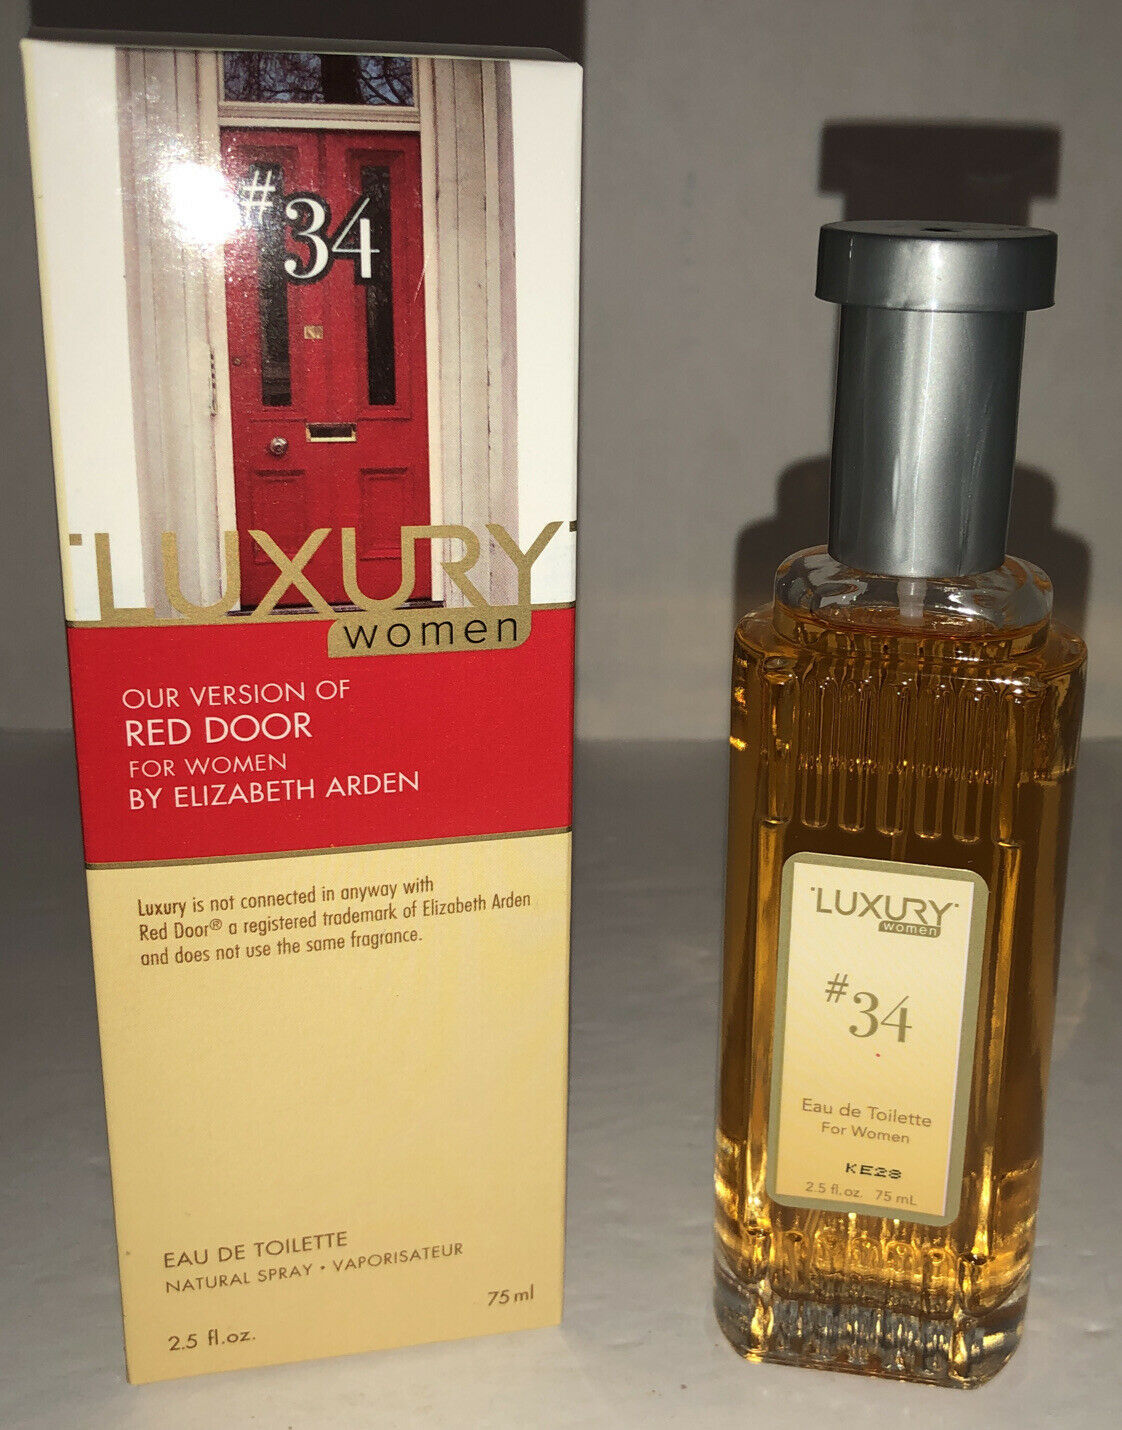 #34
LUXURY
women
OUR VERSION OF
RED DOOR
FOR WOMEN
BY ELIZABETH ARDEN
Luxury is not connected in anyway with
Red Door® a registered trademark of Elizabeth Arden
and does not use the same fragrance.
EAU DE TOILETTE
NATURAL SPRAY • VAPORISATEUR
75 ml
2.5 fl.oz.
LUXURY
women
#34
Eau de Toilette
For Women
KE28
2.5 fl.oz. 75 mL